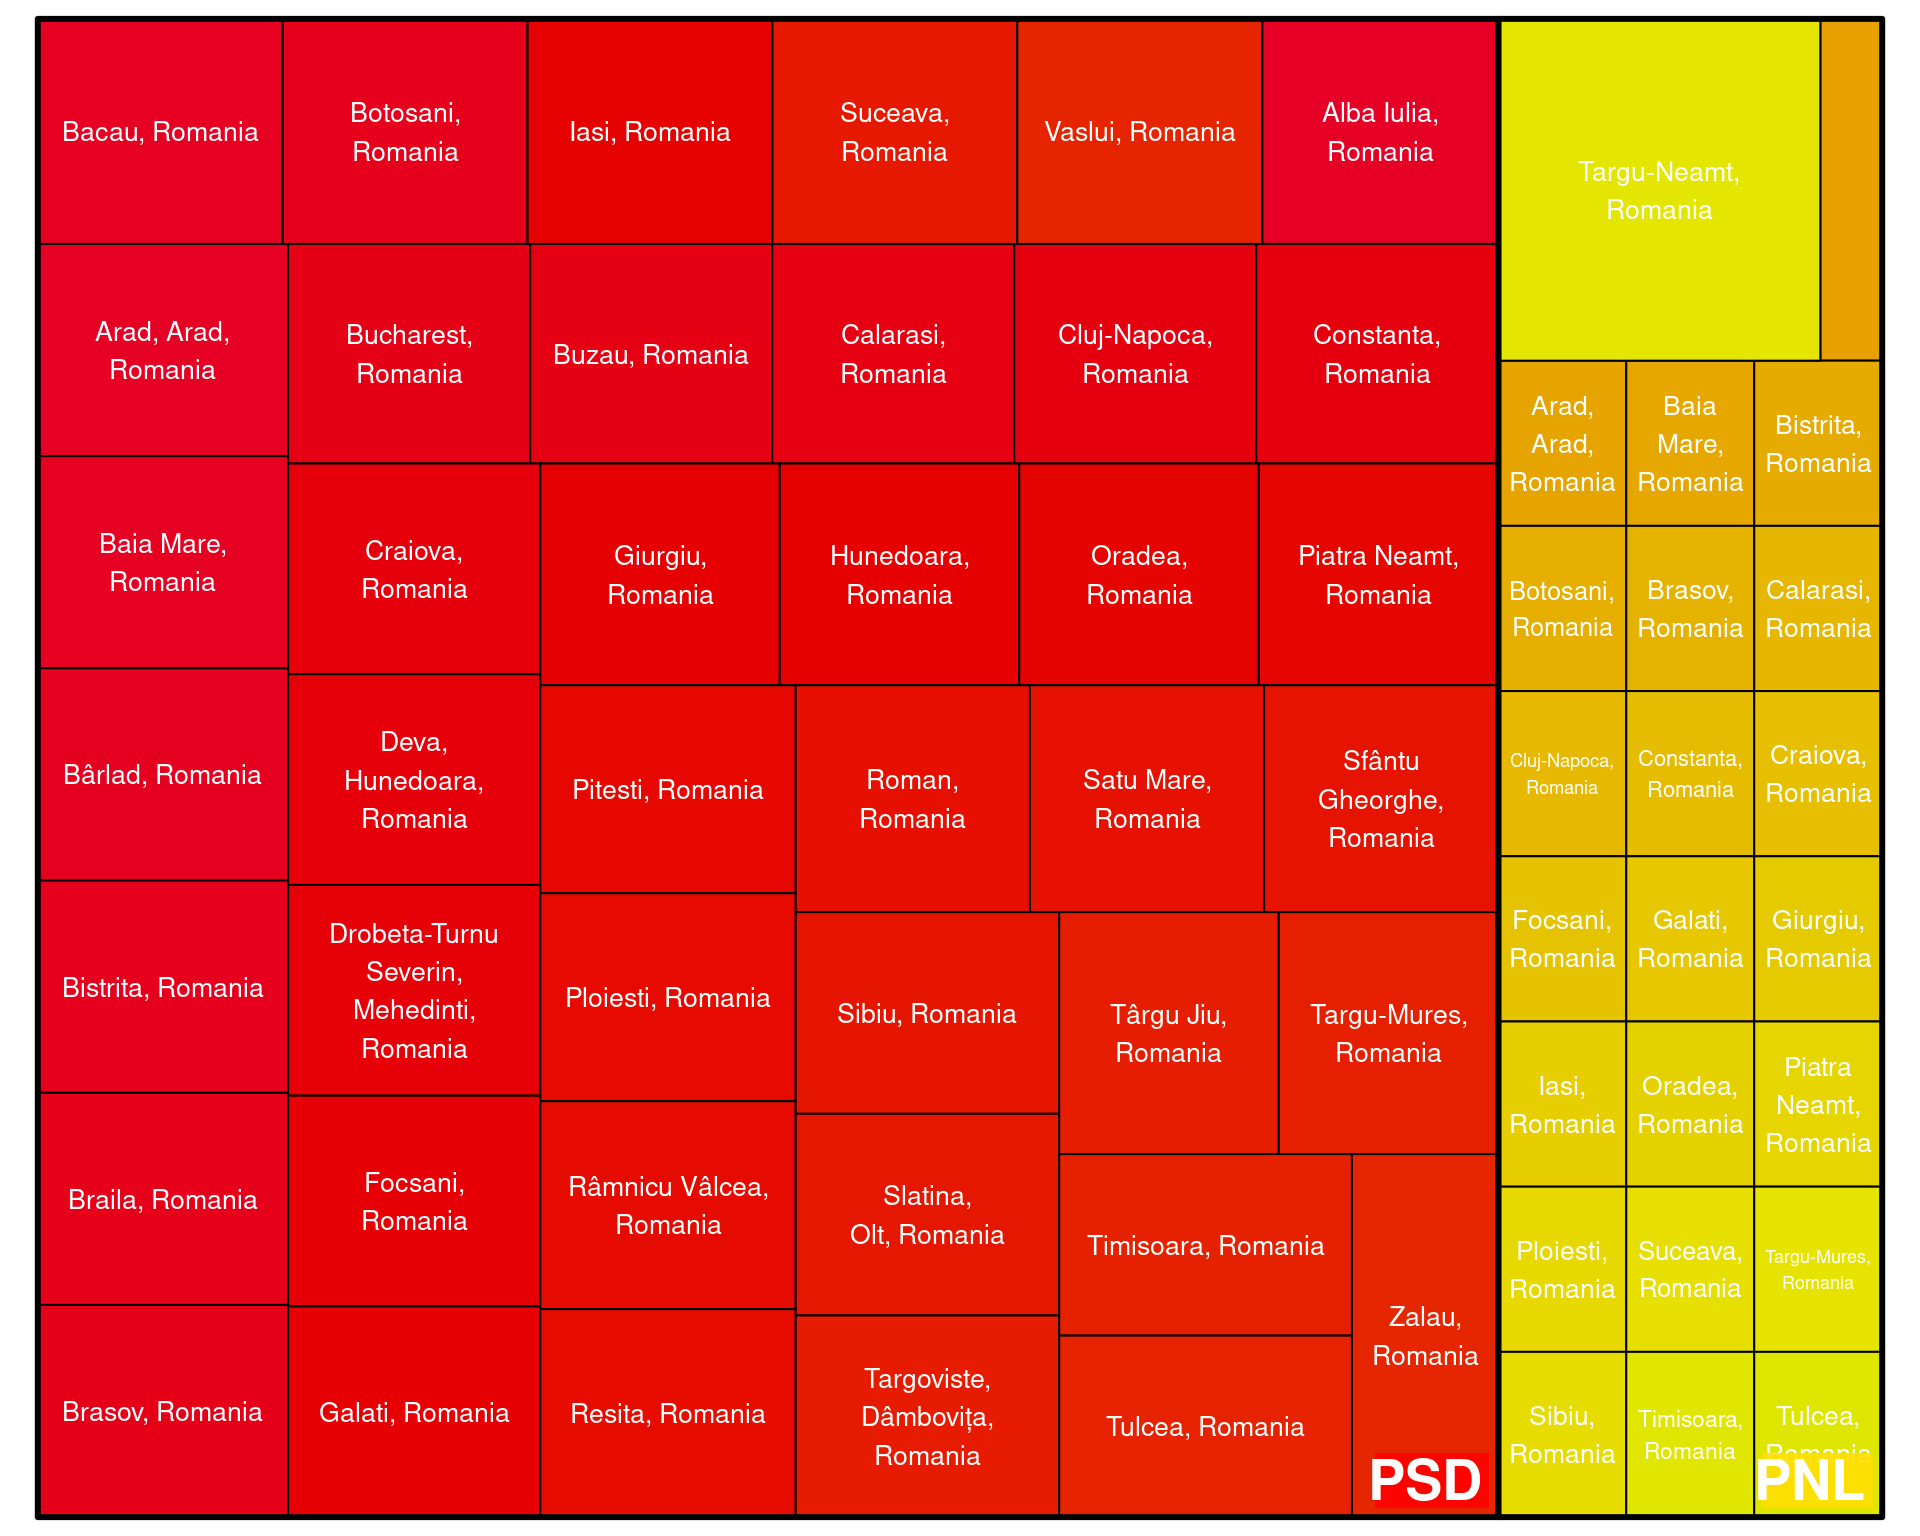 Bacau, Romania
Botosani,
Romania
Iasi, Romania
Suceava,
Romania
Vaslui, Romania
Alba Iulia,
Romania
Arad, Arad,
Romania
Bucharest,
Romania
Buzau, Romania
Calarasi,
Romania
Cluj-Napoca,
Romania
Constanta,
Romania
Baia Mare,
Romania
Craiova,
Romania
Giurgiu,
Romania
Hunedoara,
Romania
Oradea,
Romania
Piatra Neamt,
Romania
Bârlad, Romania
Deva,
Hunedoara,
Romania
Pitesti, Romania
Roman,
Romania
Satu Mare,
Romania
Sfântu
Gheorghe,
Romania
Bistrita, Romania
Drobeta-Turnu
Severin,
Mehedinti,
Romania
Ploiesti, Romania
Sibiu, Romania
Târgu Jiu,
Romania
Targu-Mures,
Romania
Braila, Romania
Focsani,
Romania
Râmnicu Vâlcea,
Romania
Slatina,
Olt, Romania
Timisoara, Romania
Zalau,
Romania
Brasov, Romania
Galati, Romania
Resita, Romania
Targoviste,
Dâmbovița,
Romania
Tulcea, Romania
PSD
Targu-Neamt,
Romania
Arad,
Arad,
Romania
Baia
Mare,
Romania
Bistrita,
Romania
Botosani,
Romania
Brasov,
Romania
Calarasi,
Romania
Cluj-Napoca,
Romania
Constanta,
Romania
Craiova,
Romania
Focsani,
Romania
Galati,
Romania
Giurgiu,
Romania
Iasi,
Romania
Oradea,
Romania
Piatra
Neamt,
Romania
Ploiesti,
Romania
Suceava,
Romania
Targu-Mures,
Romania
Sibiu,
Romania
Timisoara,
Romania
Tulcea,
Romania
PNL